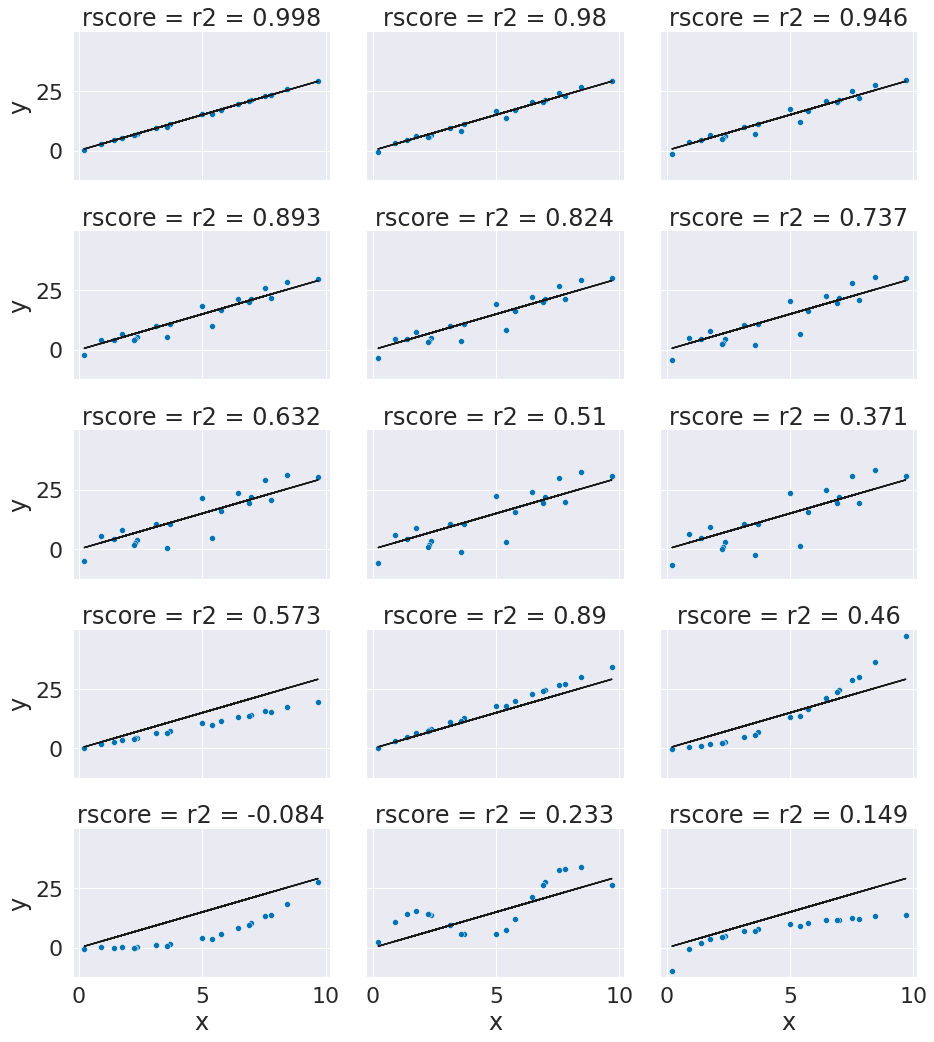 rscore = r2 = 0.998 rscore = r2 = 0.98 rscore = r2 = 0.946
25
y
0
rscore = r2 = 0.893 rscore = r2 = 0.824 rscore = r2 = 0.737
25
y
0
rscore = r2 = 0.632 rscore = r2 = 0.51 rscore = r2 = 0.371
25
y
0
rscore = r2 = 0.573 rscore = r2 = 0.89 rscore = r2 = 0.46
25
y
0
rscore = r2 = -0.084 rscore = r2 = 0.233 rscore = r2 = 0.149
25
y
0
0 5 10 0 5 10 0 5 10
x x x